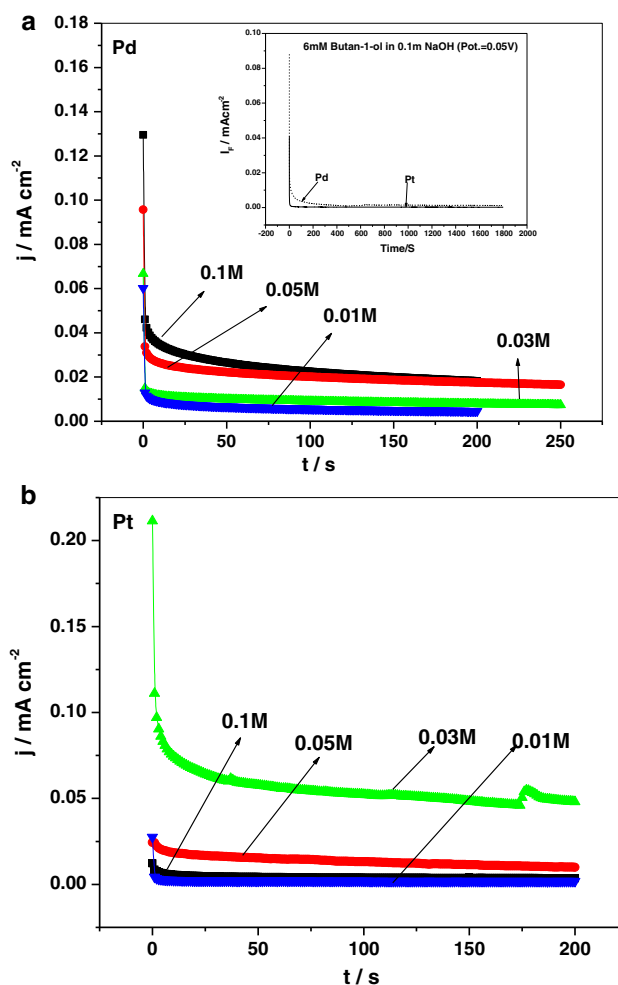 a
Pd
6mM Butan-1-ol in 0.1m NaOH (Pot.=0.05V)
I_F / mAcm-2
0.10
0.08
0.06
0.04
0.02
0.00
Pd
Pt
-200 0 200 400 600 800 1000 1200 1400 1600 1800 2000
Time/S
j / mA cm-2
0.18
0.16
0.14
0.12
0.10
0.08
0.06
0.04
0.02
0.00
0.1M
0.05M
0.01M
0.03M
0 50 100 150 200 250
t / s
b
Pt
j / mA cm-2
0.20
0.15
0.10
0.05
0.00
0.1M
0.05M
0.03M
0.01M
0 50 100 150 200
t / s